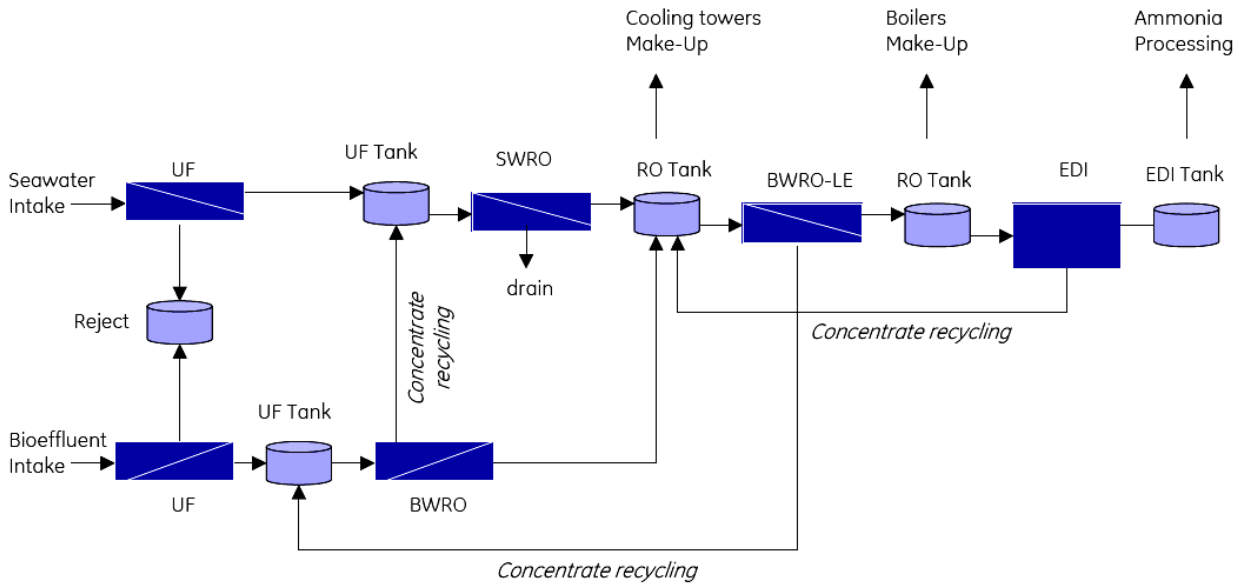 Cooling towers
Make-Up
Boilers
Make-Up
Ammonia
Processing
UF
UF Tank
SWRO
RO Tank
BWRO-LE
RO Tank
EDI
EDI Tank
Seawater
Intake
drain
Reject
Concentrate
recycling
Concentrate recycling
UF Tank
Bioeffluent
Intake
UF
BWRO
Concentrate recycling